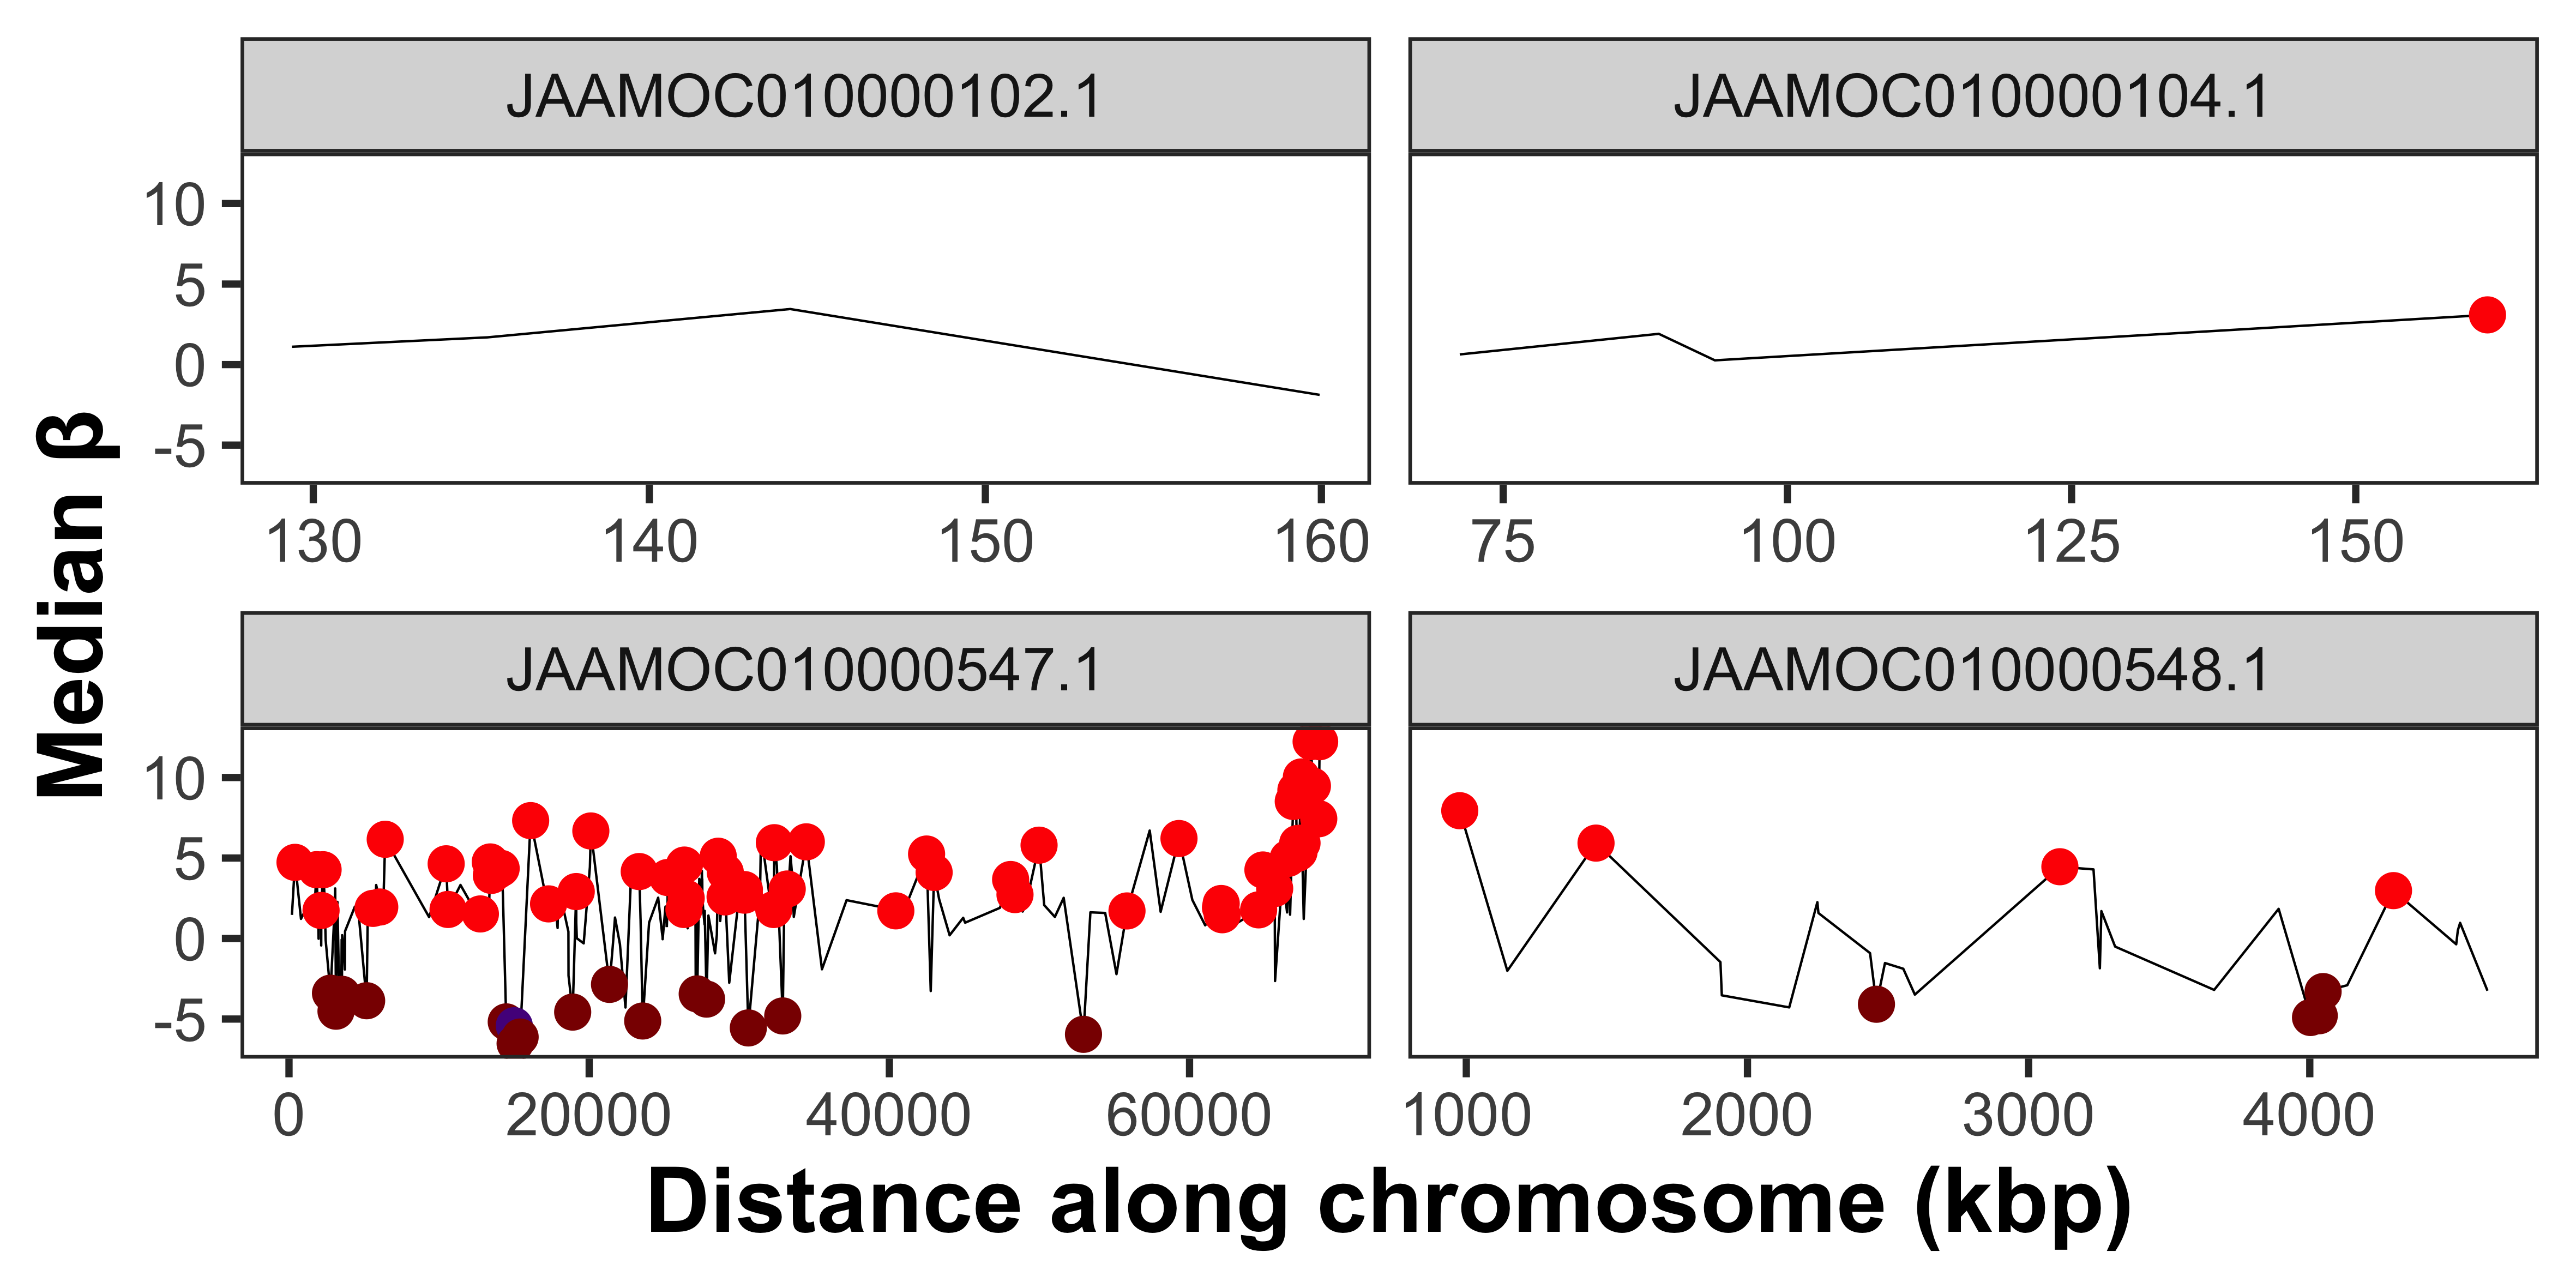 JAAMOC010000102.1
JAAMOC010000104.1
10
5
0
-5
130 140 150 160
75 100 125 150
JAAMOC010000547.1
JAAMOC010000548.1
10
5
0
-5
0 20000 40000 60000
1000 2000 3000 4000
Median β
Distance along chromosome (kbp)